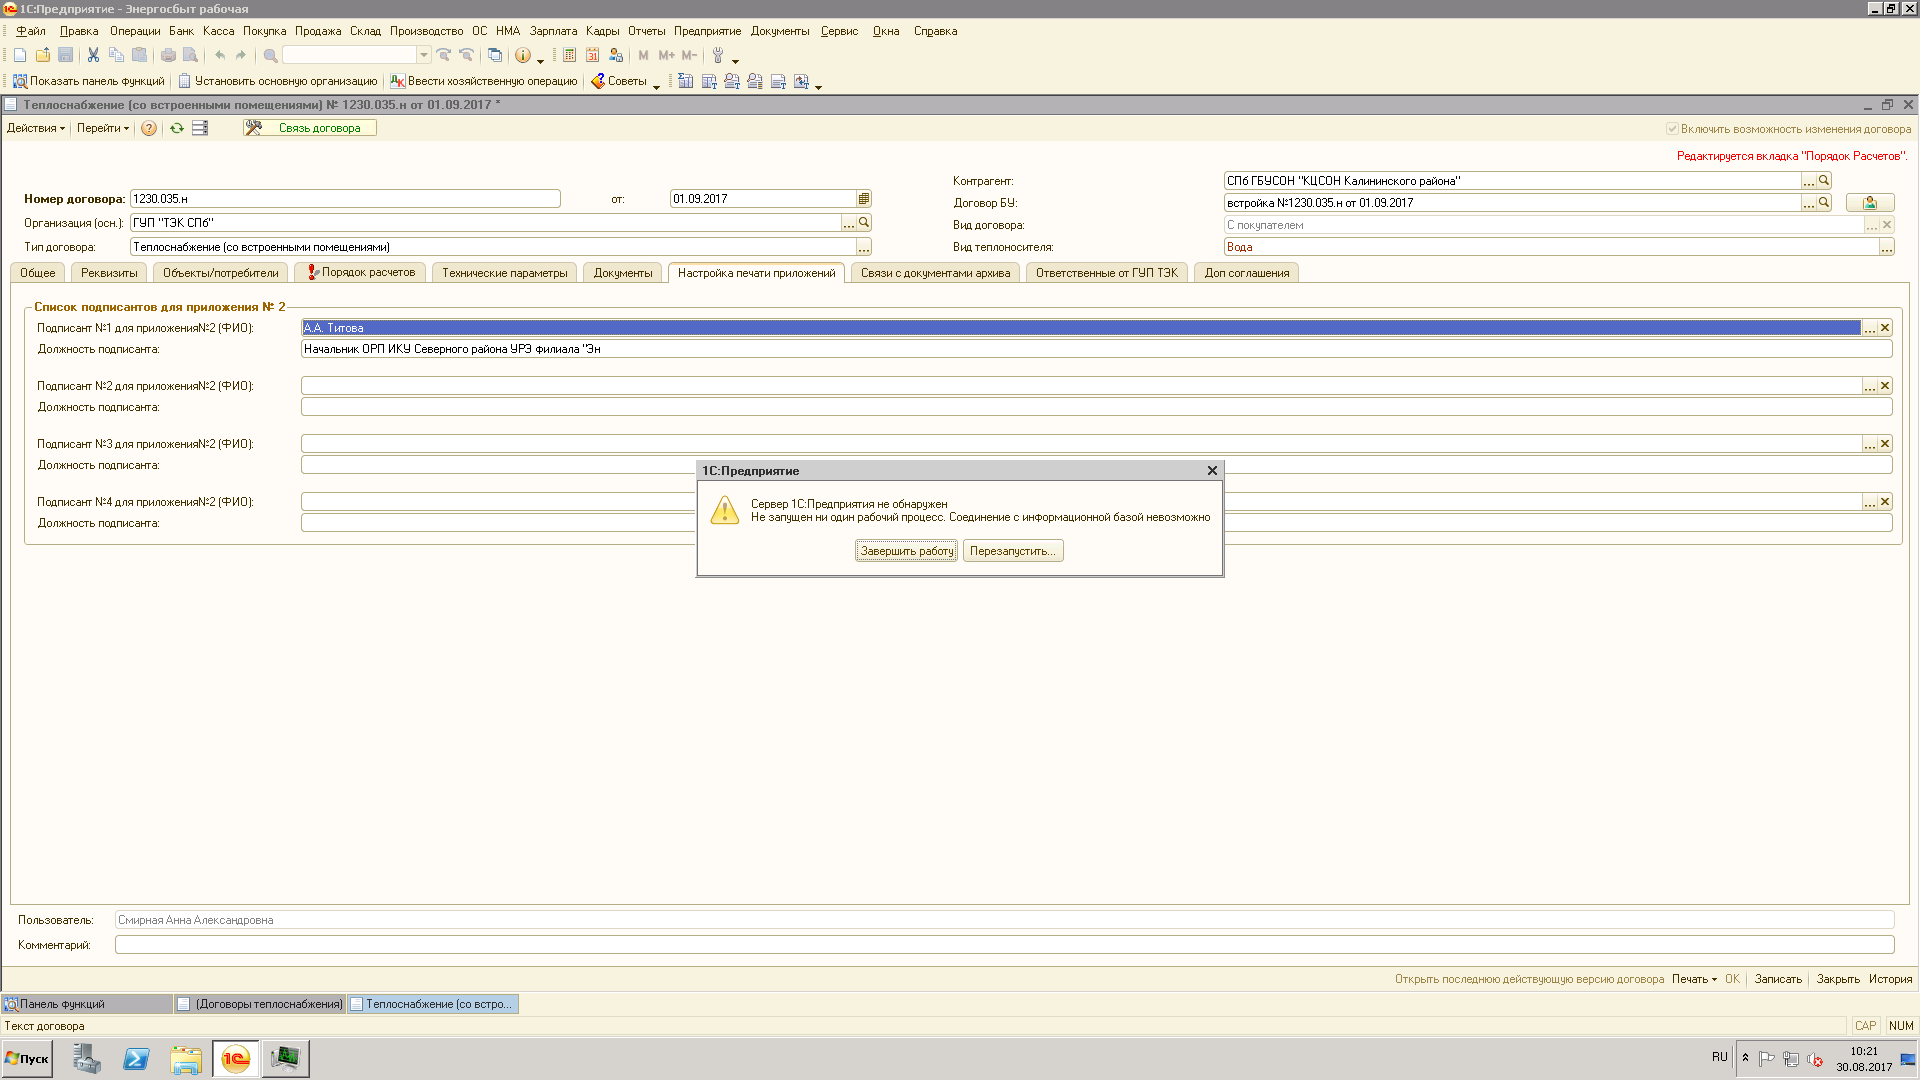 1С:Предприятие - Энергосбыт рабочая
Файл Правка Операции Банк Касса Покупка Продажа Склад Производство ОС НМА Зарплата Кадры Отчеты Предприятие Документы Сервис Окна Справка
M M+ M-
Показать панель функций Установить основную организацию Ввести хозяйственную операцию Советы
Теплоснабжение (со встроенными помещениями) № 1230.035.н от 01.09.2017 *
Действия Перейти Связь договора Включить возможность изменения договора
Редактируется вкладка "Порядок Расчетов".
Контрагент: СПб ГБУСОН "КЦСОН Калининского района"
Номер договора: 1230.035.н от: 01.09.2017
Договор БУ: встройка №1230.035.н от 01.09.2017
Организация (осн.): ГУП "ТЭК СПб"
Вид договора: С покупателем
Тип договора: Теплоснабжение (со встроенными помещениями)
Вид теплоносителя: Вода
Общее Реквизиты Объекты/потребители Порядок расчетов Технические параметры Документы Настройка печати приложений Связи с документами архива Ответственные от ГУП ТЭК Доп соглашения
Список подписантов для приложения № 2
Подписант №1 для приложения№2 (ФИО): А.А. Титова
Должность подписанта: Начальник ОРП ИКУ Северного района УРЭ филиала "Эн
Подписант №2 для приложения№2 (ФИО):
Должность подписанта:
Подписант №3 для приложения№2 (ФИО):
Должность подписанта:
Подписант №4 для приложения№2 (ФИО):
Должность подписанта:
1С:Предприятие
Сервер 1С:Предприятия не обнаружен
Не запущен ни один рабочий процесс. Соединение с информационной базой невозможно
Завершить работу Перезапустить...
Пользователь: Смирная Анна Александровна
Комментарий:
Открыть последнюю действующую версию договора Печать OK Записать Закрыть История
Панель функций (Договоры теплоснабжения) Теплоснабжение (со встро...
Текст договора CAP NUM
Пуск RU 10:21
30.08.2017